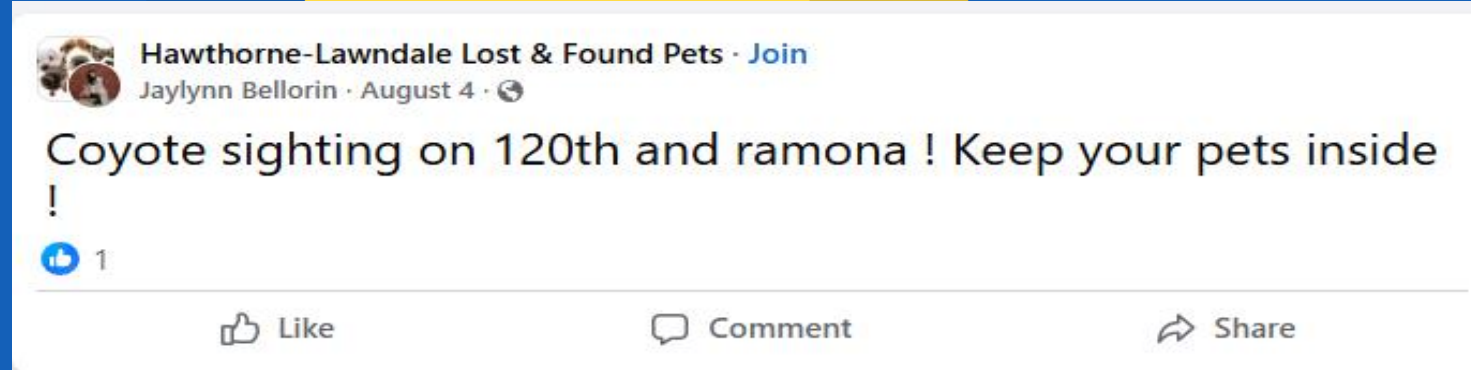 Hawthorne-Lawndale Lost & Found Pets · Join
Jaylynn Bellorin · August 4 ·
Coyote sighting on 120th and ramona ! Keep your pets inside
!
1
Like Comment Share